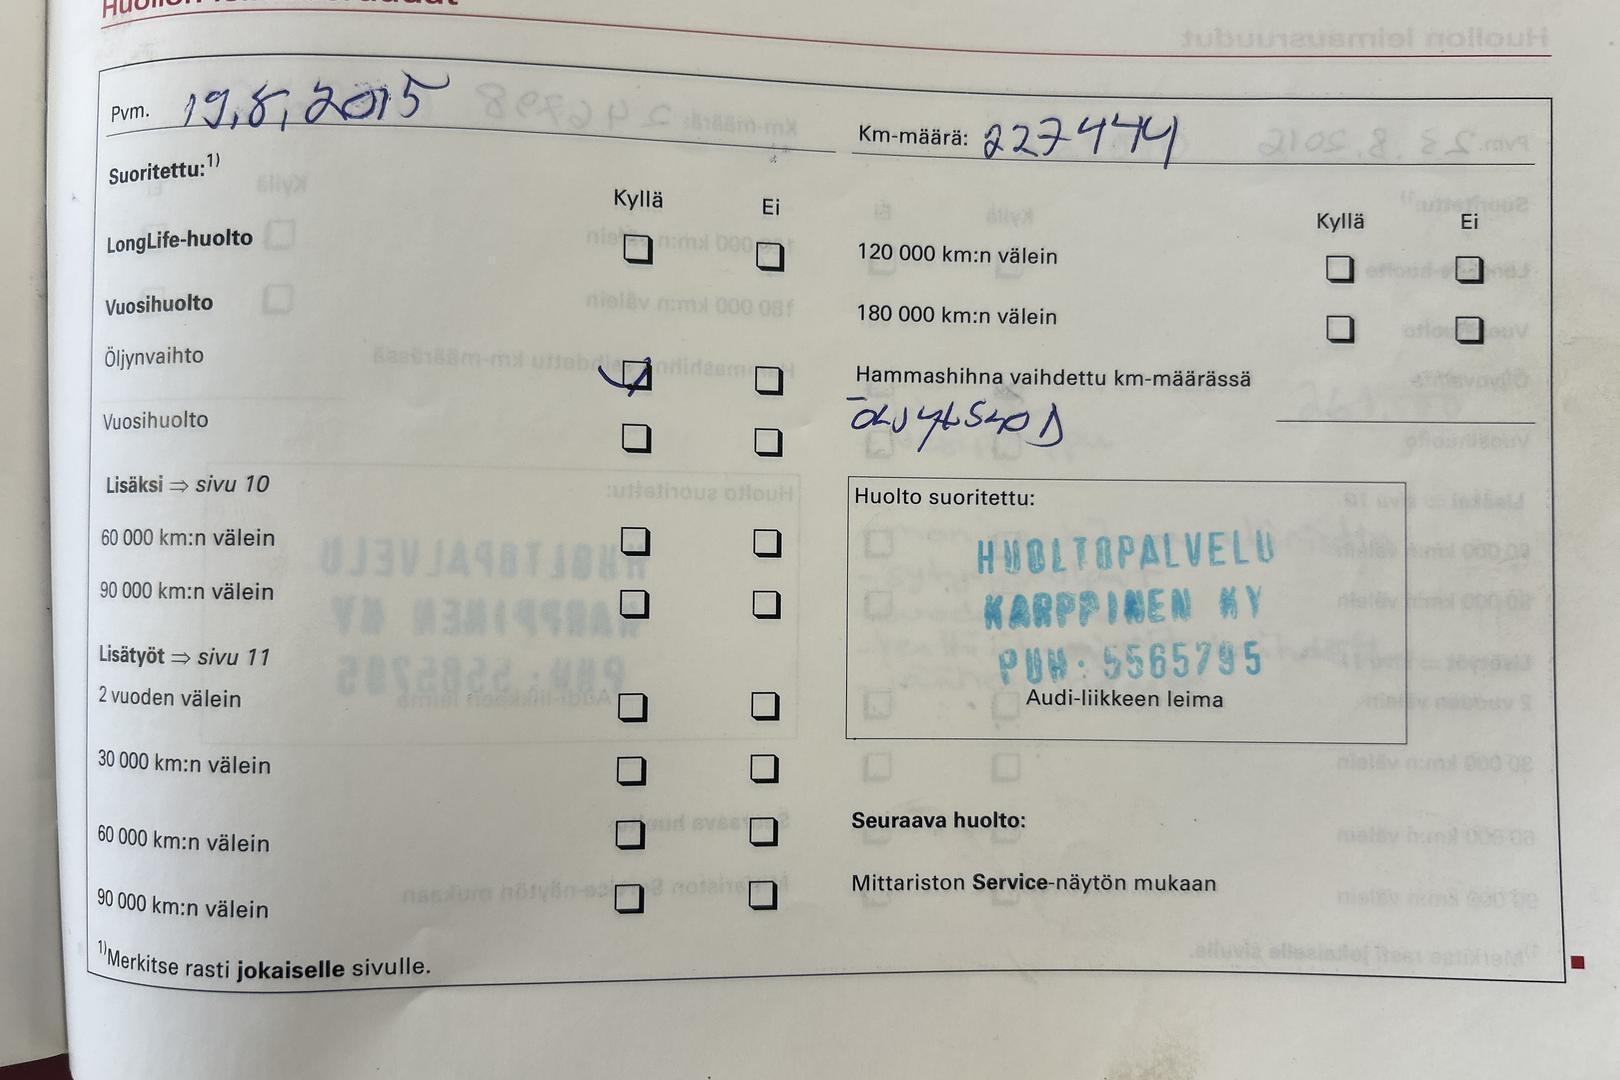 Pvm. 19.8.2015
Km-määrä: 227444
Suoritettu:1)
Kyllä Ei
Kyllä Ei
LongLife-huolto
120 000 km:n välein
Vuosihuolto
180 000 km:n välein
Öljynvaihto
Hammashihna vaihdettu km-määrässä
Vuosihuolto
Lisäksi ⇒ sivu 10
60 000 km:n välein
90 000 km:n välein
Lisätyöt ⇒ sivu 11
2 vuoden välein
30 000 km:n välein
60 000 km:n välein
90 000 km:n välein
1)Merkitse rasti jokaiselle sivulle.
Huolto suoritettu:
HUOLTOPALVELU
KARPPINEN KY
PUH. 5565795
Audi-liikkeen leima
Seuraava huolto:
Mittariston Service-näytön mukaan